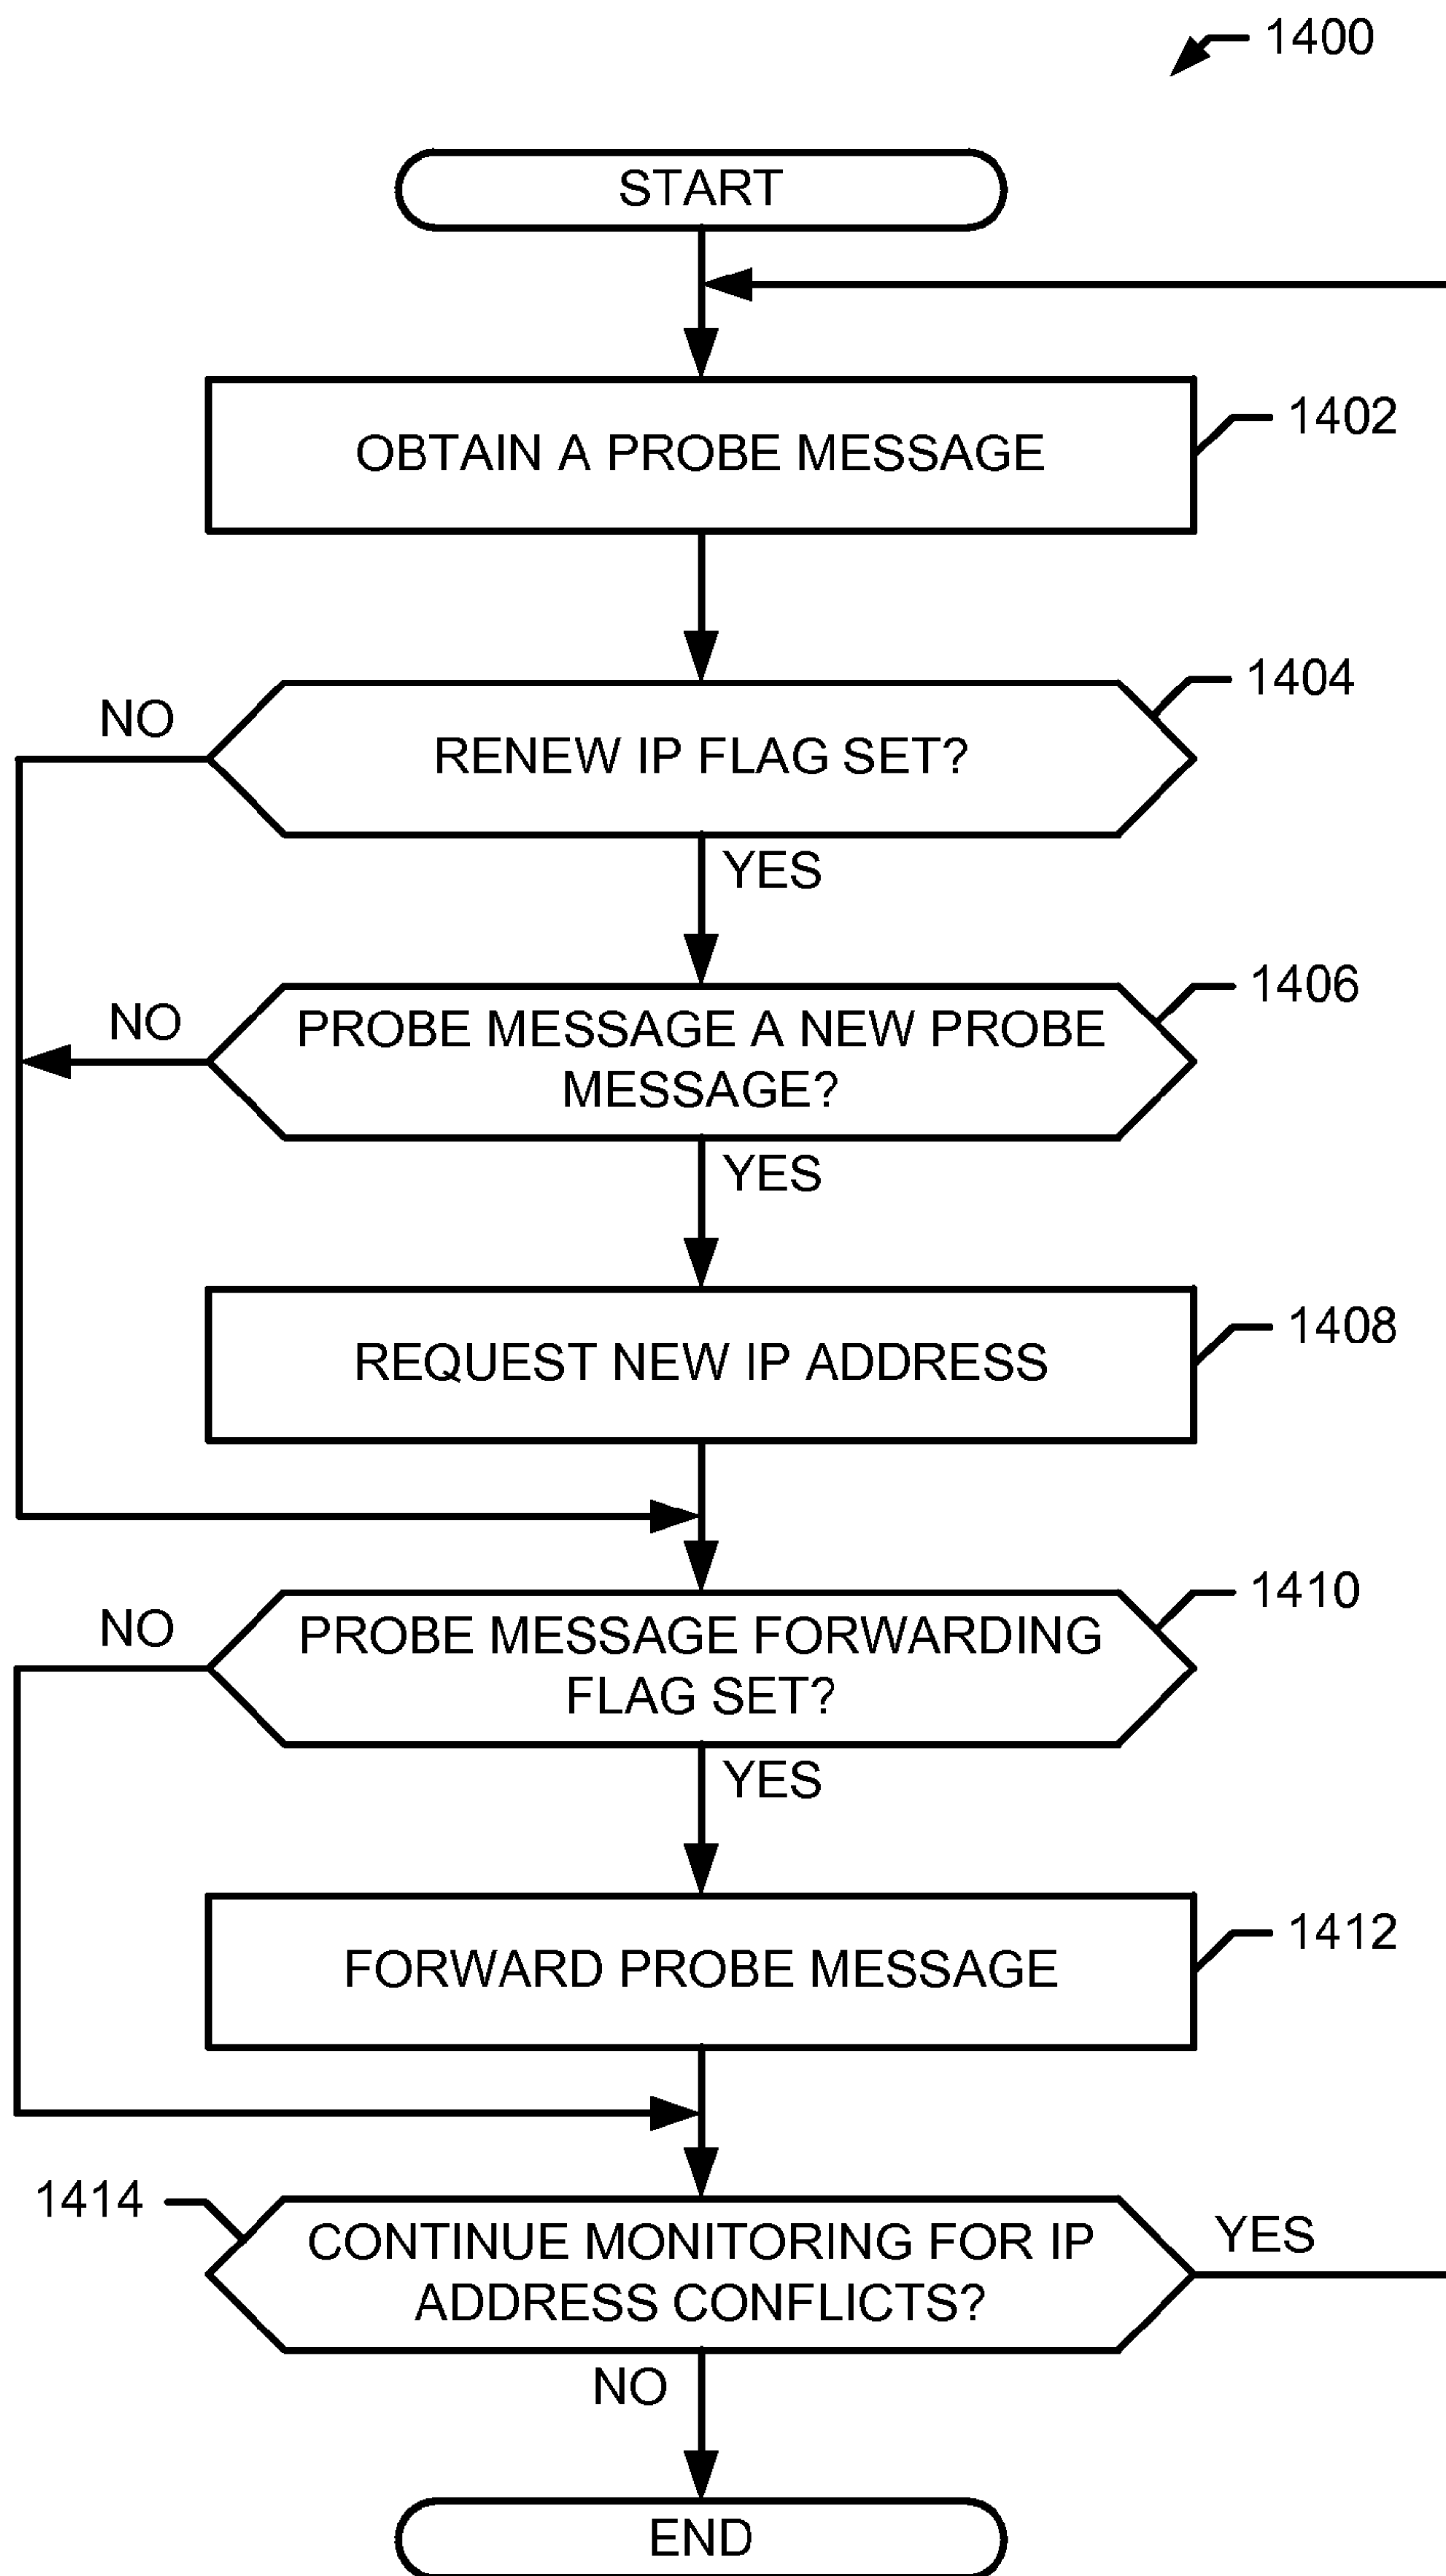 1400
START
OBTAIN A PROBE MESSAGE
1402
1404
NO
RENEW IP FLAG SET?
YES
1406
NO
PROBE MESSAGE A NEW PROBE
MESSAGE?
YES
REQUEST NEW IP ADDRESS
1408
1410
NO
PROBE MESSAGE FORWARDING
FLAG SET?
YES
FORWARD PROBE MESSAGE
1412
1414
CONTINUE MONITORING FOR IP
ADDRESS CONFLICTS?
YES
NO
END